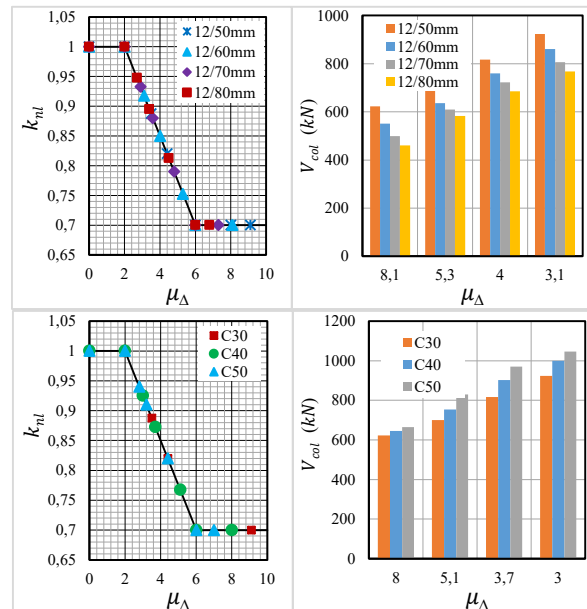 1,05
1
0,95
0,9
0,85
0,8
0,75
0,7
0,65
k_nl
0 2 4 6 8 10
μ_Δ
12/50mm
12/60mm
12/70mm
12/80mm
1000
800
600
400
200
0
V_col (kN)
8,1 5,3 4 3,1
μ_Δ
12/50mm
12/60mm
12/70mm
12/80mm
1,05
1
0,95
0,9
0,85
0,8
0,75
0,7
0,65
k_nl
0 2 4 6 8 10
μ_Δ
C30
C40
C50
1200
1000
800
600
400
200
0
V_col (kN)
8 5,1 3,7 3
μ_Δ
C30
C40
C50